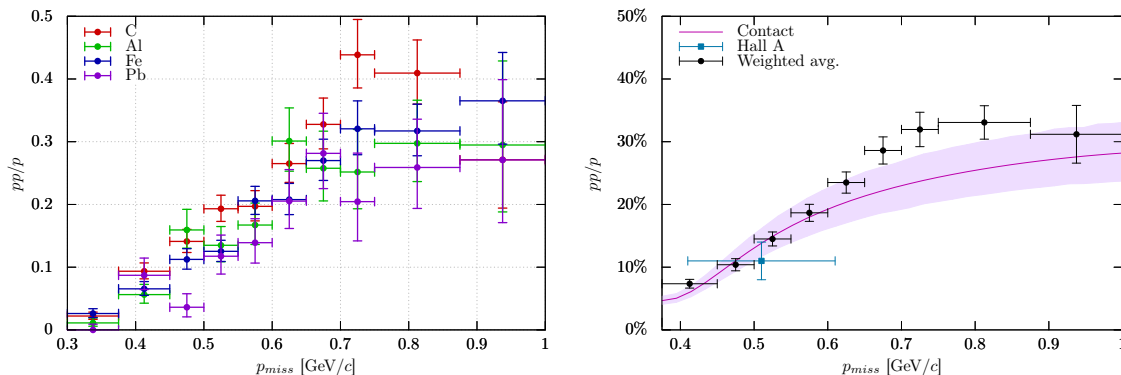 0.5
0.4
0.3
0.2
0.1
0
pp/p
C
Al
Fe
Pb
0.3 0.4 0.5 0.6 0.7 0.8 0.9 1
p_miss [GeV/c]
50%
40%
30%
20%
10%
0%
pp/p
Contact
Hall A
Weighted avg.
0.4 0.5 0.6 0.7 0.8 0.9 1
p_miss [GeV/c]